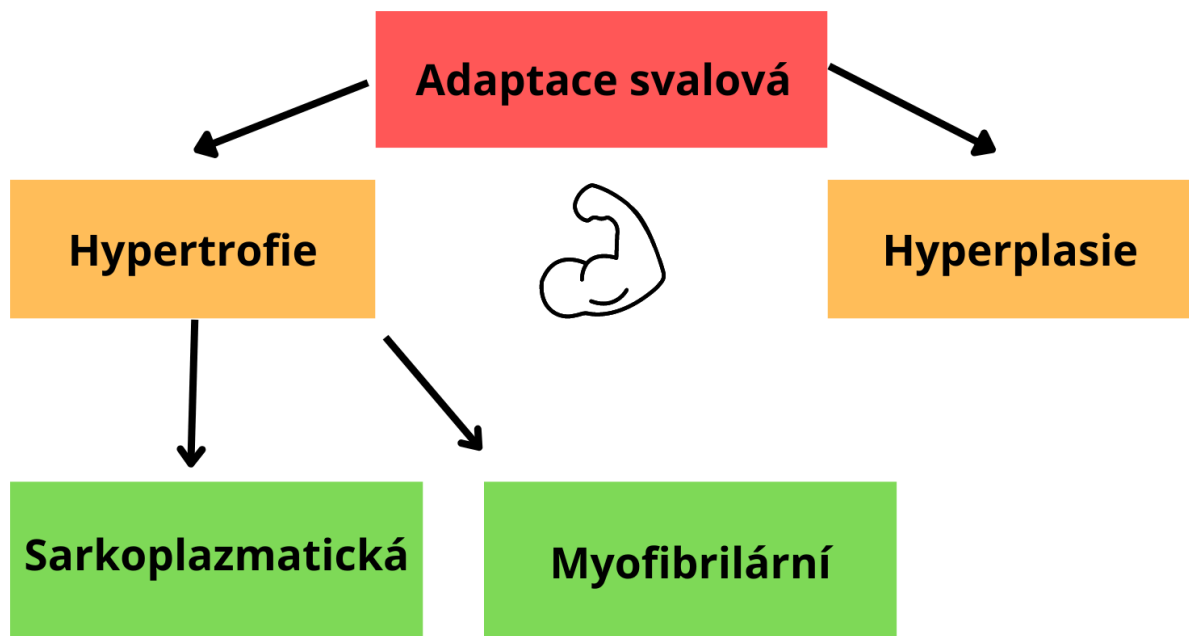 Adaptace svalová
Hypertrofie
Hyperplasie
Sarkoplazmatická
Myofibrilární